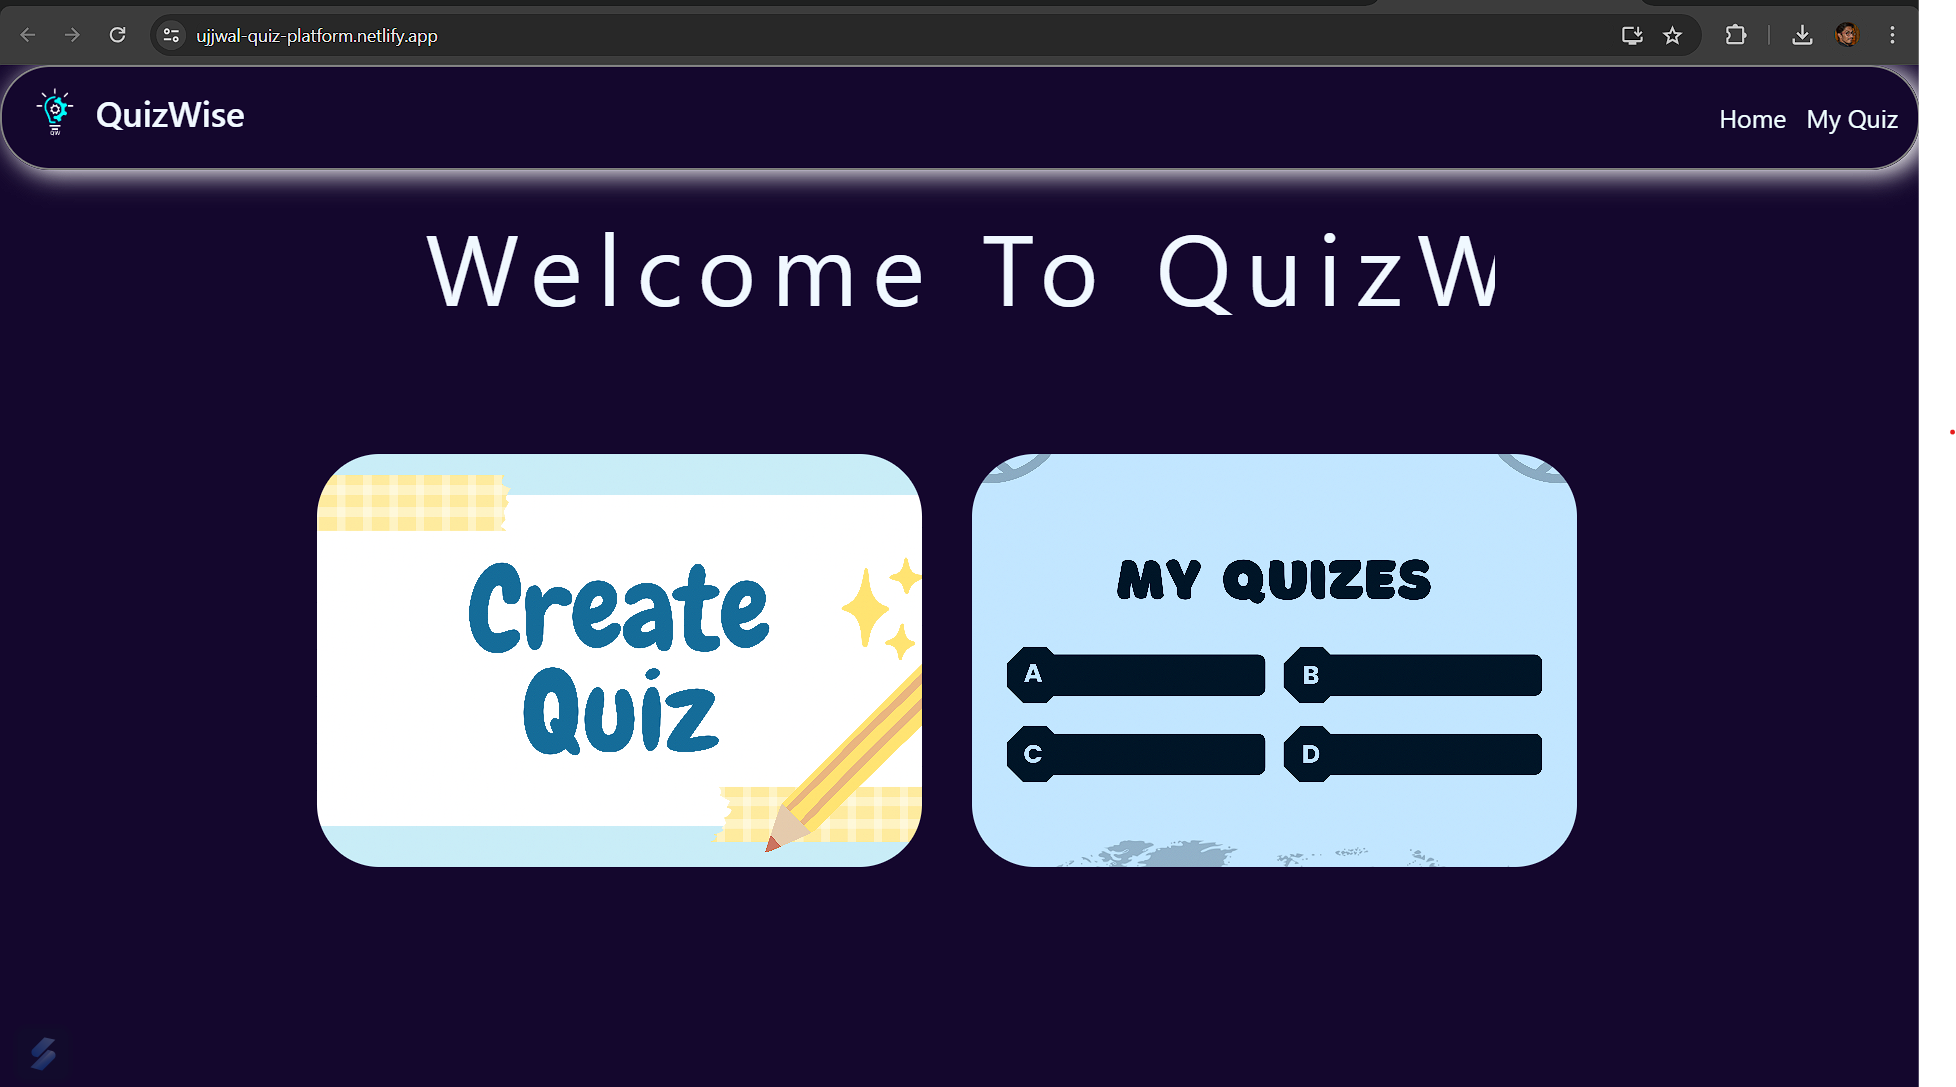 ujjwal-quiz-platform.netlify.app
QuizWise
Home My Quiz
Welcome To QuizW
Create
Quiz
MY QUIZES
A B
C D